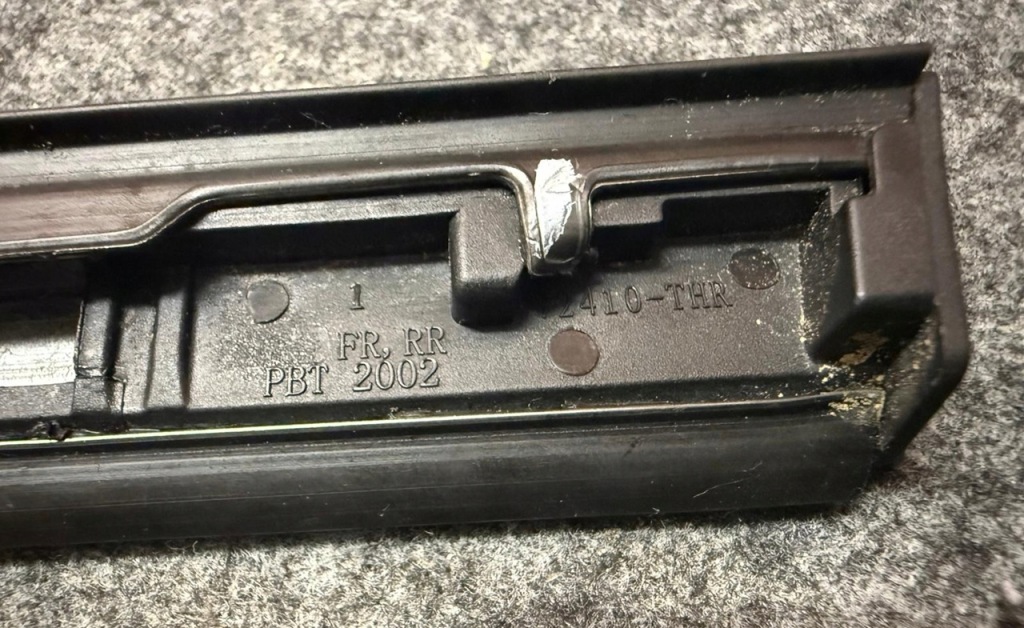 1
2410-THR
FR, RR
PBT 2002